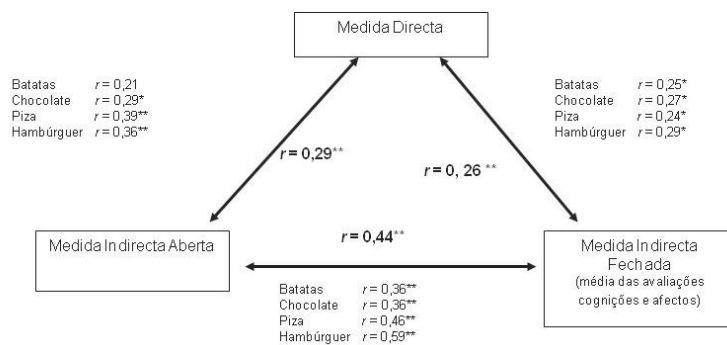 Medida Directa
Batatas r = 0,21
Chocolate r = 0,29*
Piza r = 0,39**
Hambúrguer r = 0,36**
Batatas r = 0,25*
Chocolate r = 0,27*
Piza r = 0,24*
Hambúrguer r = 0,29*
r = 0,29**
r = 0, 26 **
Medida Indirecta Aberta
r = 0,44**
Medida Indirecta
Fechada
(média das avaliações
cognições e afectos)
Batatas r = 0,36**
Chocolate r = 0,36**
Piza r = 0,46**
Hambúrguer r = 0,59**